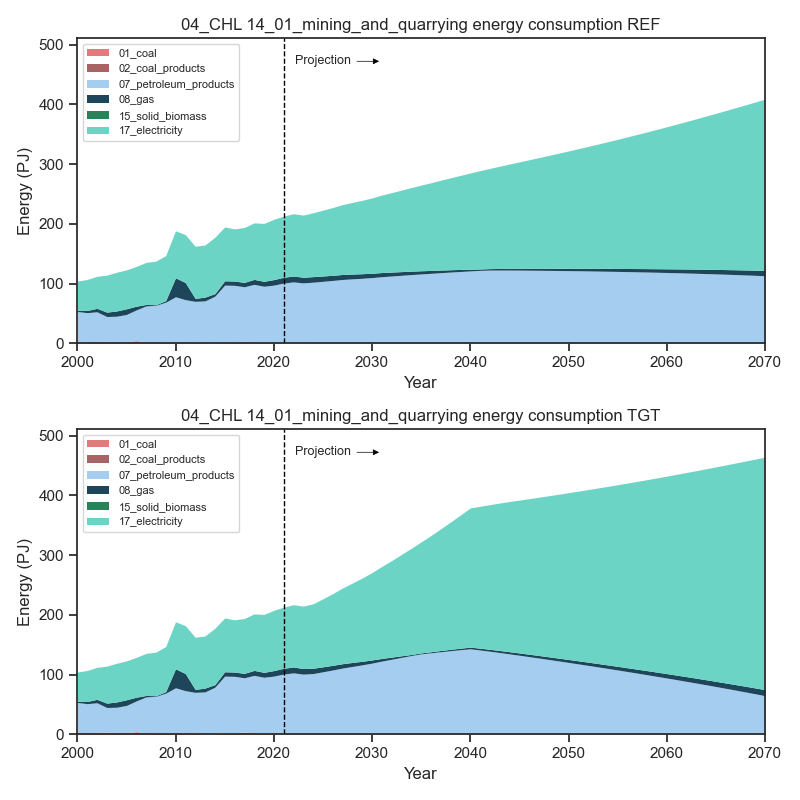 04_CHL 14_01_mining_and_quarrying energy consumption REF
500
400
300
200
100
0
Energy (PJ)
01_coal
02_coal_products
07_petroleum_products
08_gas
15_solid_biomass
17_electricity
Projection
2000 2010 2020 2030 2040 2050 2060 2070
Year
04_CHL 14_01_mining_and_quarrying energy consumption TGT
500
400
300
200
100
0
Energy (PJ)
01_coal
02_coal_products
07_petroleum_products
08_gas
15_solid_biomass
17_electricity
Projection
2000 2010 2020 2030 2040 2050 2060 2070
Year